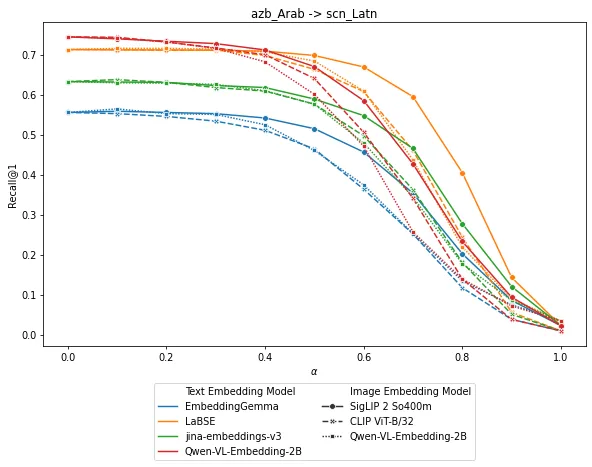 azb_Arab -> scn_Latn
Recall@1
0.7
0.6
0.5
0.4
0.3
0.2
0.1
0.0
0.0 0.2 0.4 0.6 0.8 1.0
α
Text Embedding Model Image Embedding Model
EmbeddingGemma SigLIP 2 So400m
LaBSE CLIP ViT-B/32
jina-embeddings-v3 Qwen-VL-Embedding-2B
Qwen-VL-Embedding-2B